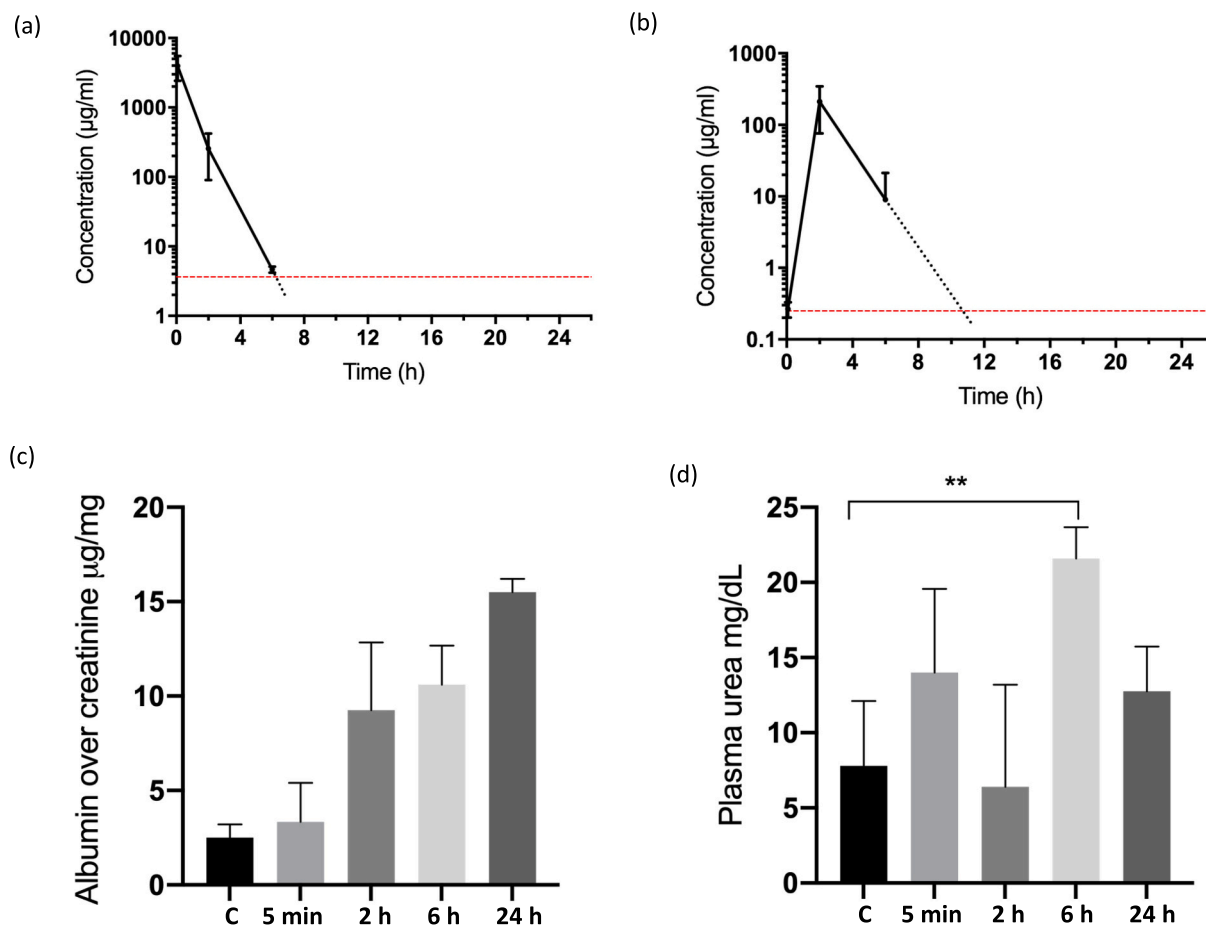 (a)
10000
1000
100
10
1
Concentration (µg/ml)
0 4 8 12 16 20 24
Time (h)
(b)
1000
100
10
1
0.1
Concentration (µg/ml)
0 4 8 12 16 20 24
Time (h)
(c)
20
15
10
5
0
Albumin over creatinine µg/mg
C 5 min 2 h 6 h 24 h
(d)
**
25
20
15
10
5
0
Plasma urea mg/dL
C 5 min 2 h 6 h 24 h